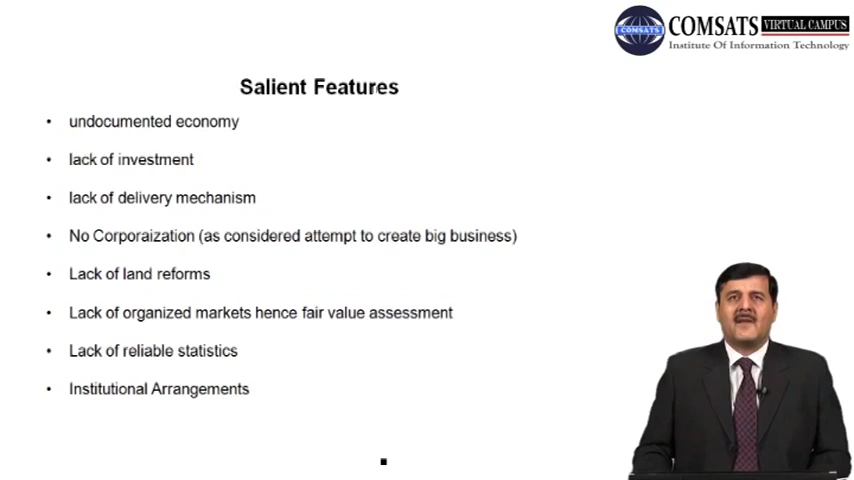 COMSATS
COMSATS VIRTUAL CAMPUS
Institute Of Information Technology
Salient Features
• undocumented economy
• lack of investment
• lack of delivery mechanism
• No Corporaization (as considered attempt to create big business)
• Lack of land reforms
• Lack of organized markets hence fair value assessment
• Lack of reliable statistics
• Institutional Arrangements